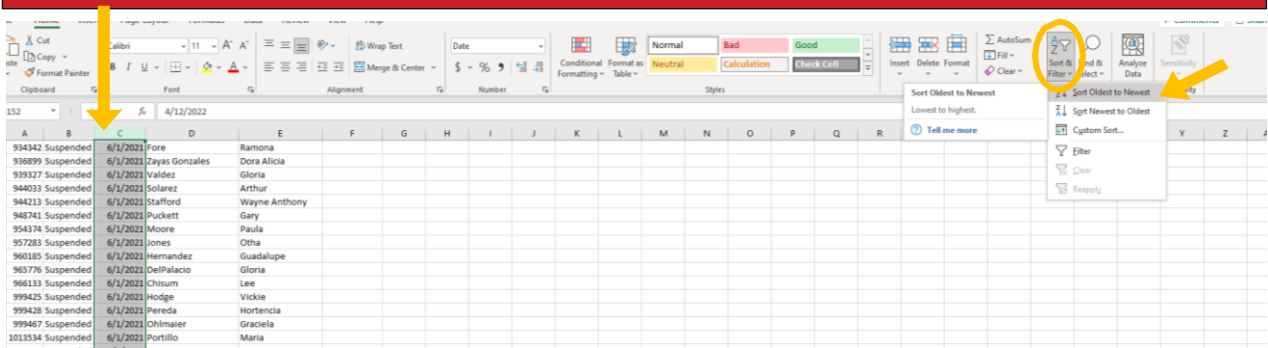 Cut
Copy
Format Painter
Clipboard
Calibri
11
A A
B I U
A
Font
Wrap Text
Merge & Center
Alignment
Date
$ % 9
Number
Conditional Formatting
Format as Table
Normal
Bad
Good
Neutral
Calculation
Check Cell
Styles
Insert Delete Format
AutoSum
Fill
Clear
Sort & Filter
Analyze Data
Sensitivity
Sort Oldest to Newest
Lowest to highest.
Tell me more
Sort Oldest to Newest
Sort Newest to Oldest
Custom Sort...
Filter
Clear
Reapply
fx 4/12/2022
A B C D E F G H I J K L M N O P Q R Y Z
934342 Suspended 6/1/2021 Fore Ramona
936899 Suspended 6/1/2021 Zayas Gonzales Dora Alicia
939327 Suspended 6/1/2021 Valdez Gloria
944033 Suspended 6/1/2021 Solarez Arthur
944213 Suspended 6/1/2021 Stafford Wayne Anthony
948741 Suspended 6/1/2021 Puckett Gary
954374 Suspended 6/1/2021 Moore Paula
957283 Suspended 6/1/2021 Jones Otha
960185 Suspended 6/1/2021 Hernandez Guadalupe
965776 Suspended 6/1/2021 DelPalacio Gloria
966133 Suspended 6/1/2021 Chisum Lee
999425 Suspended 6/1/2021 Hodge Vickie
999428 Suspended 6/1/2021 Pereda Hortencia
999467 Suspended 6/1/2021 Ohlmaier Graciela
1013534 Suspended 6/1/2021 Portillo Maria